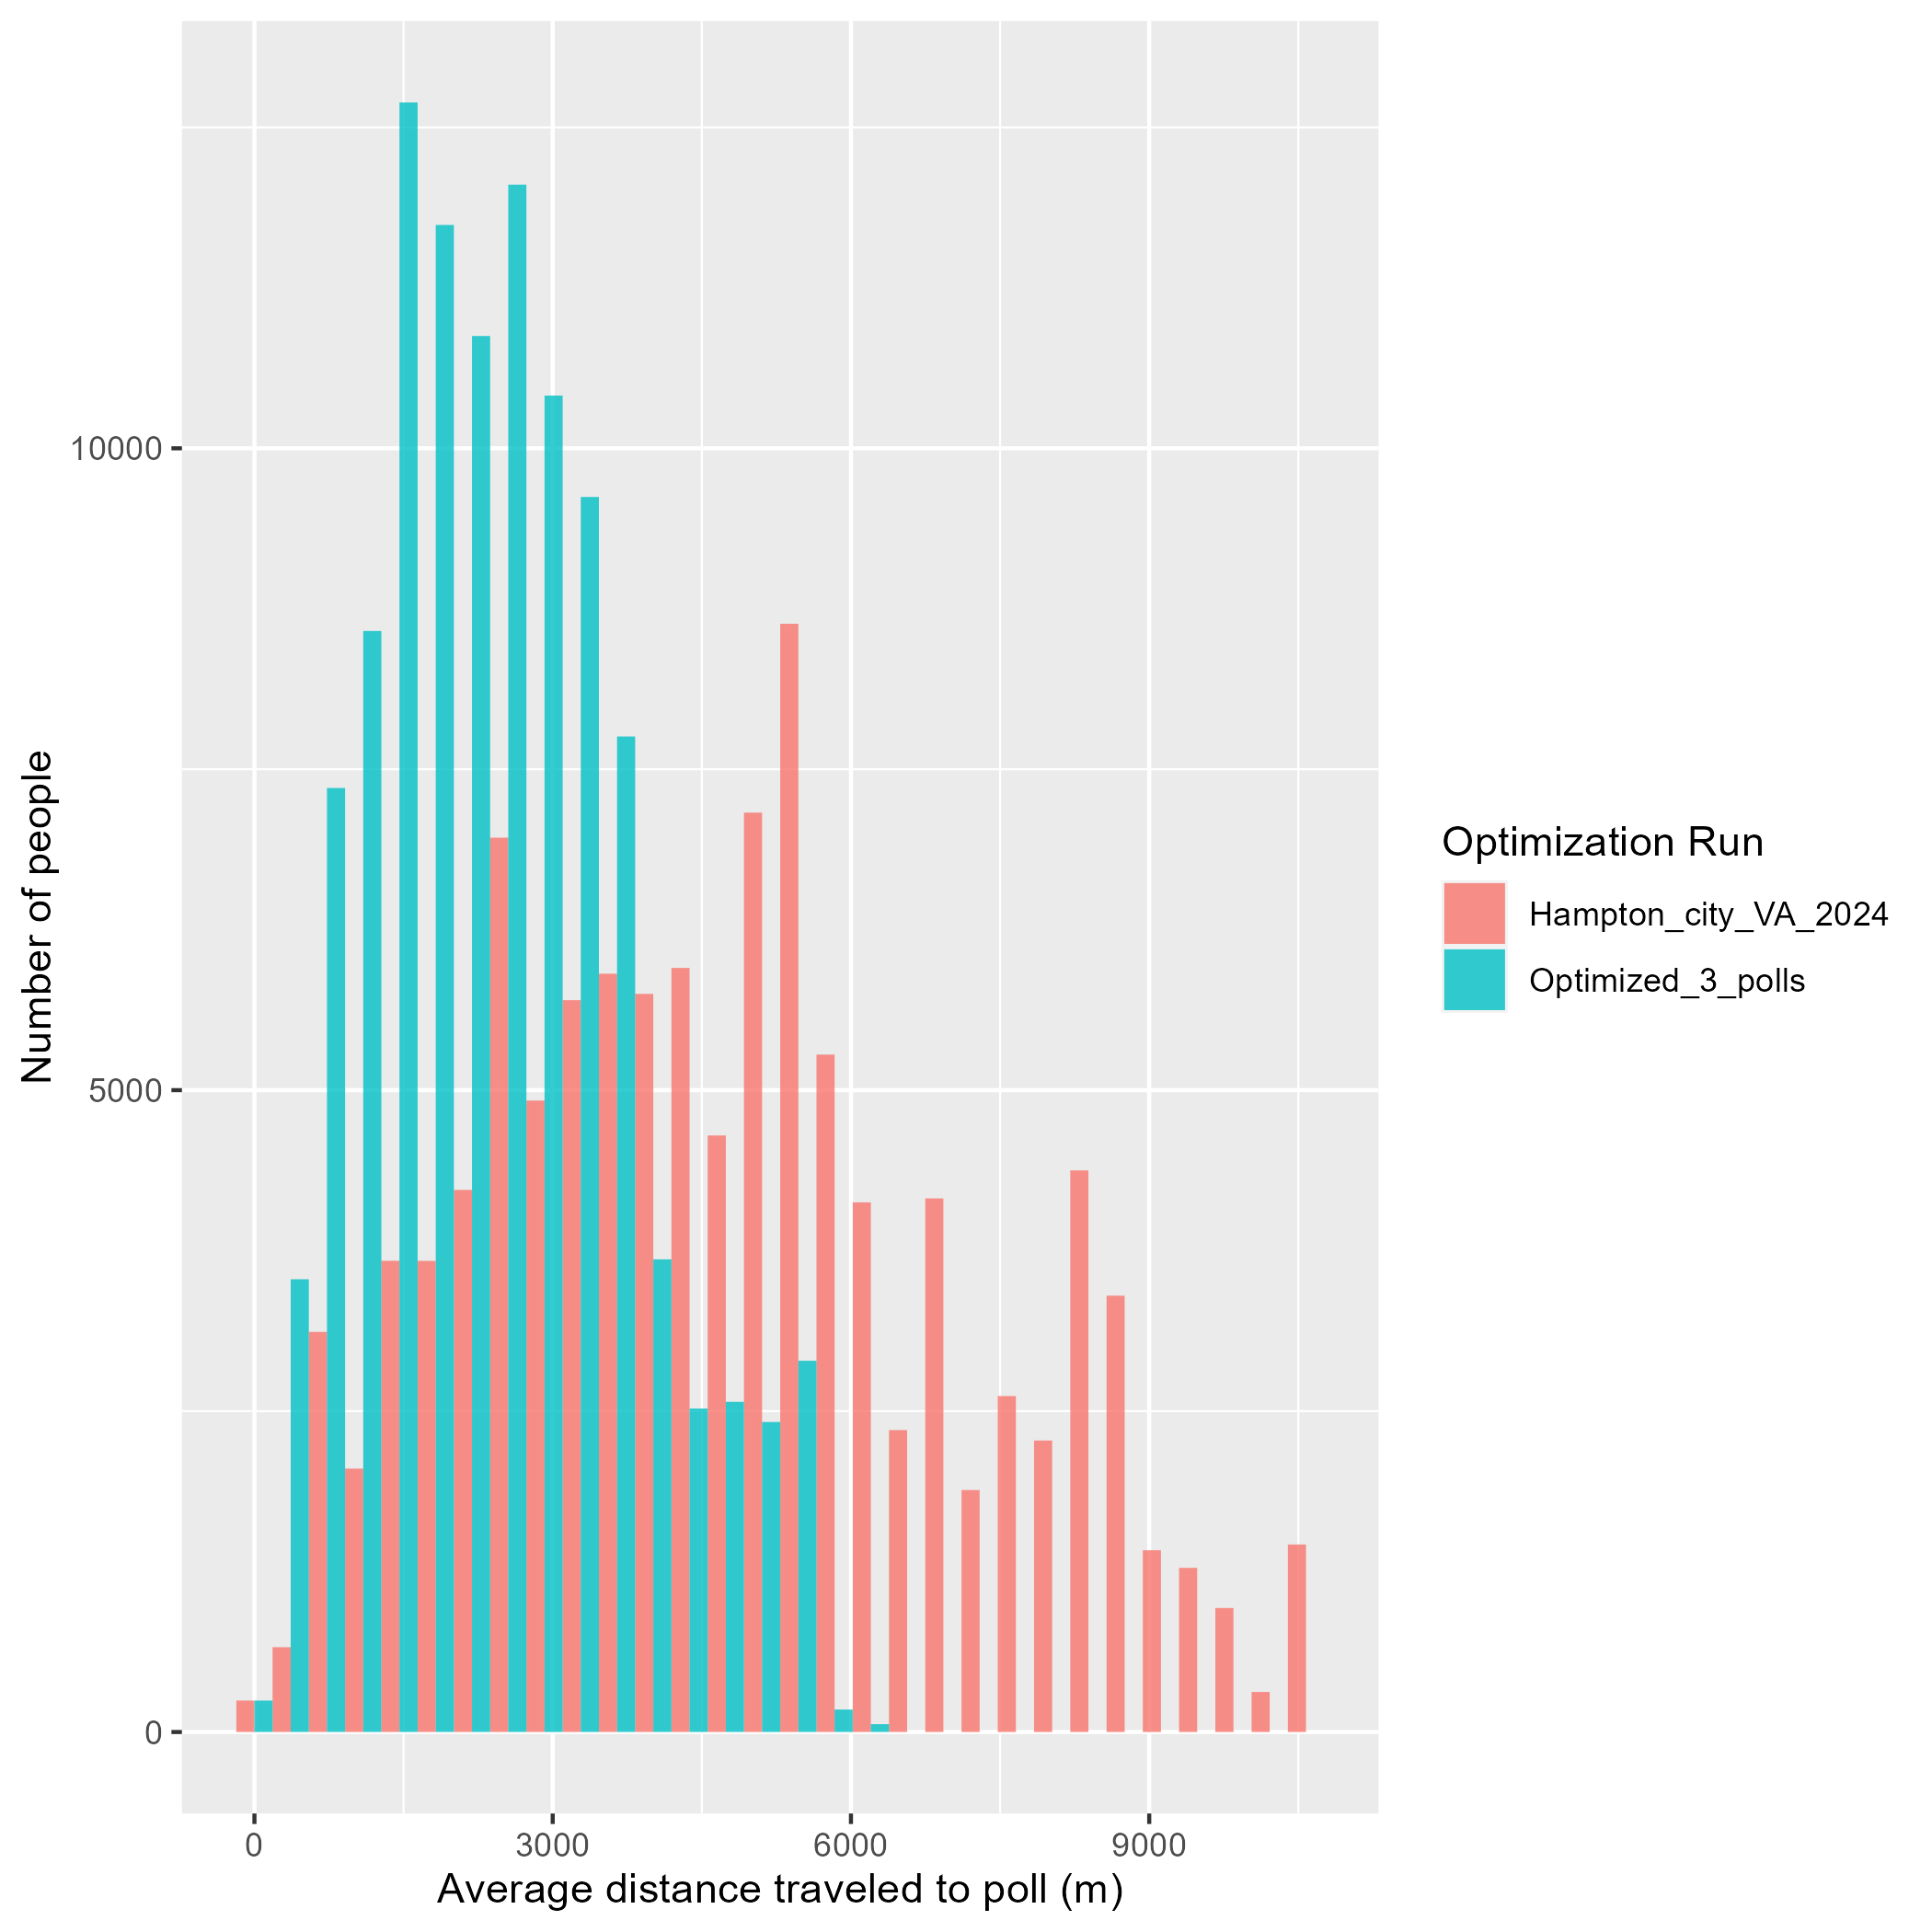 10000
5000
0
Number of people
0 3000 6000 9000
Average distance traveled to poll (m)
Optimization Run
Hampton_city_VA_2024
Optimized_3_polls